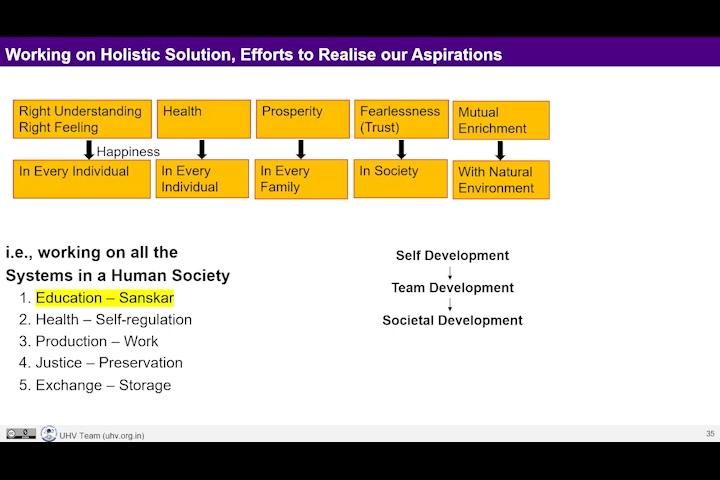 Working on Holistic Solution, Efforts to Realise our Aspirations
Right Understanding
Right Feeling
Health
Prosperity
Fearlessness
(Trust)
Mutual
Enrichment
Happiness
In Every Individual
In Every
Individual
In Every
Family
In Society
With Natural
Environment
i.e., working on all the
Systems in a Human Society
1. Education – Sanskar
2. Health – Self-regulation
3. Production – Work
4. Justice – Preservation
5. Exchange – Storage
Self Development
Team Development
Societal Development
UHV Team (uhv.org.in)
35